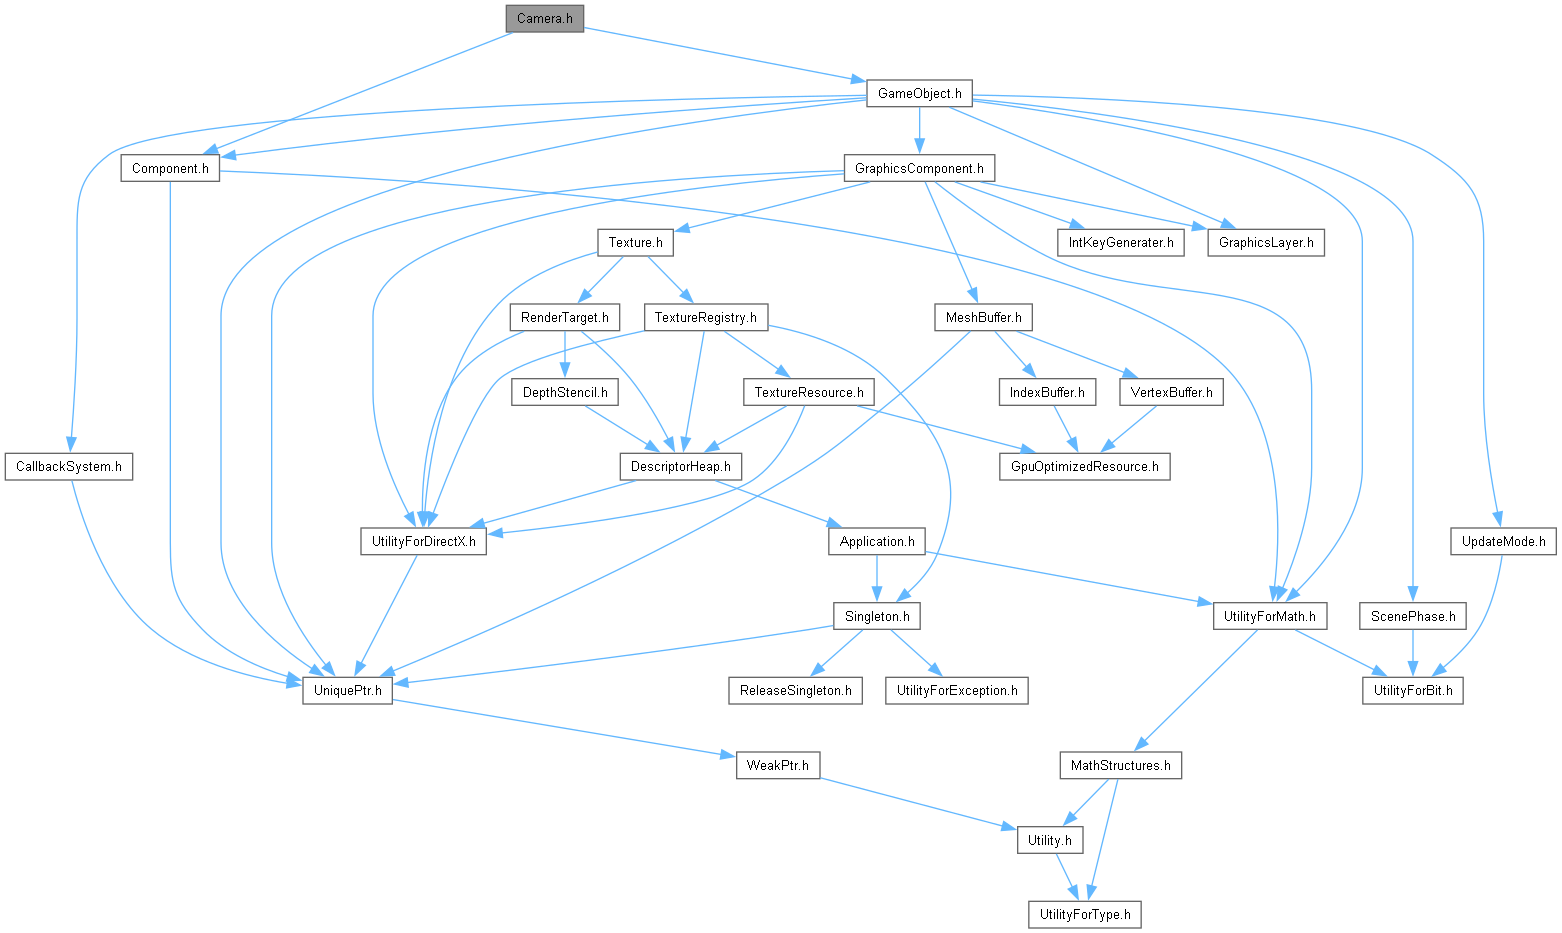 Camera.h
GameObject.h
Component.h
GraphicsComponent.h
Texture.h
IntKeyGenerater.h
GraphicsLayer.h
RenderTarget.h
TextureRegistry.h
MeshBuffer.h
DepthStencil.h
TextureResource.h
IndexBuffer.h
VertexBuffer.h
CallbackSystem.h
DescriptorHeap.h
GpuOptimizedResource.h
UtilityForDirectX.h
Application.h
UpdateMode.h
Singleton.h
UtilityForMath.h
ScenePhase.h
UniquePtr.h
ReleaseSingleton.h
UtilityForException.h
UtilityForBit.h
WeakPtr.h
MathStructures.h
Utility.h
UtilityForType.h